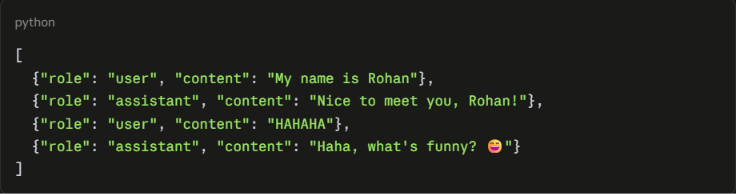 python
[
  {"role": "user", "content": "My name is Rohan"},
  {"role": "assistant", "content": "Nice to meet you, Rohan!"},
  {"role": "user", "content": "HAHAHA"},
  {"role": "assistant", "content": "Haha, what's funny? 😄"}
]